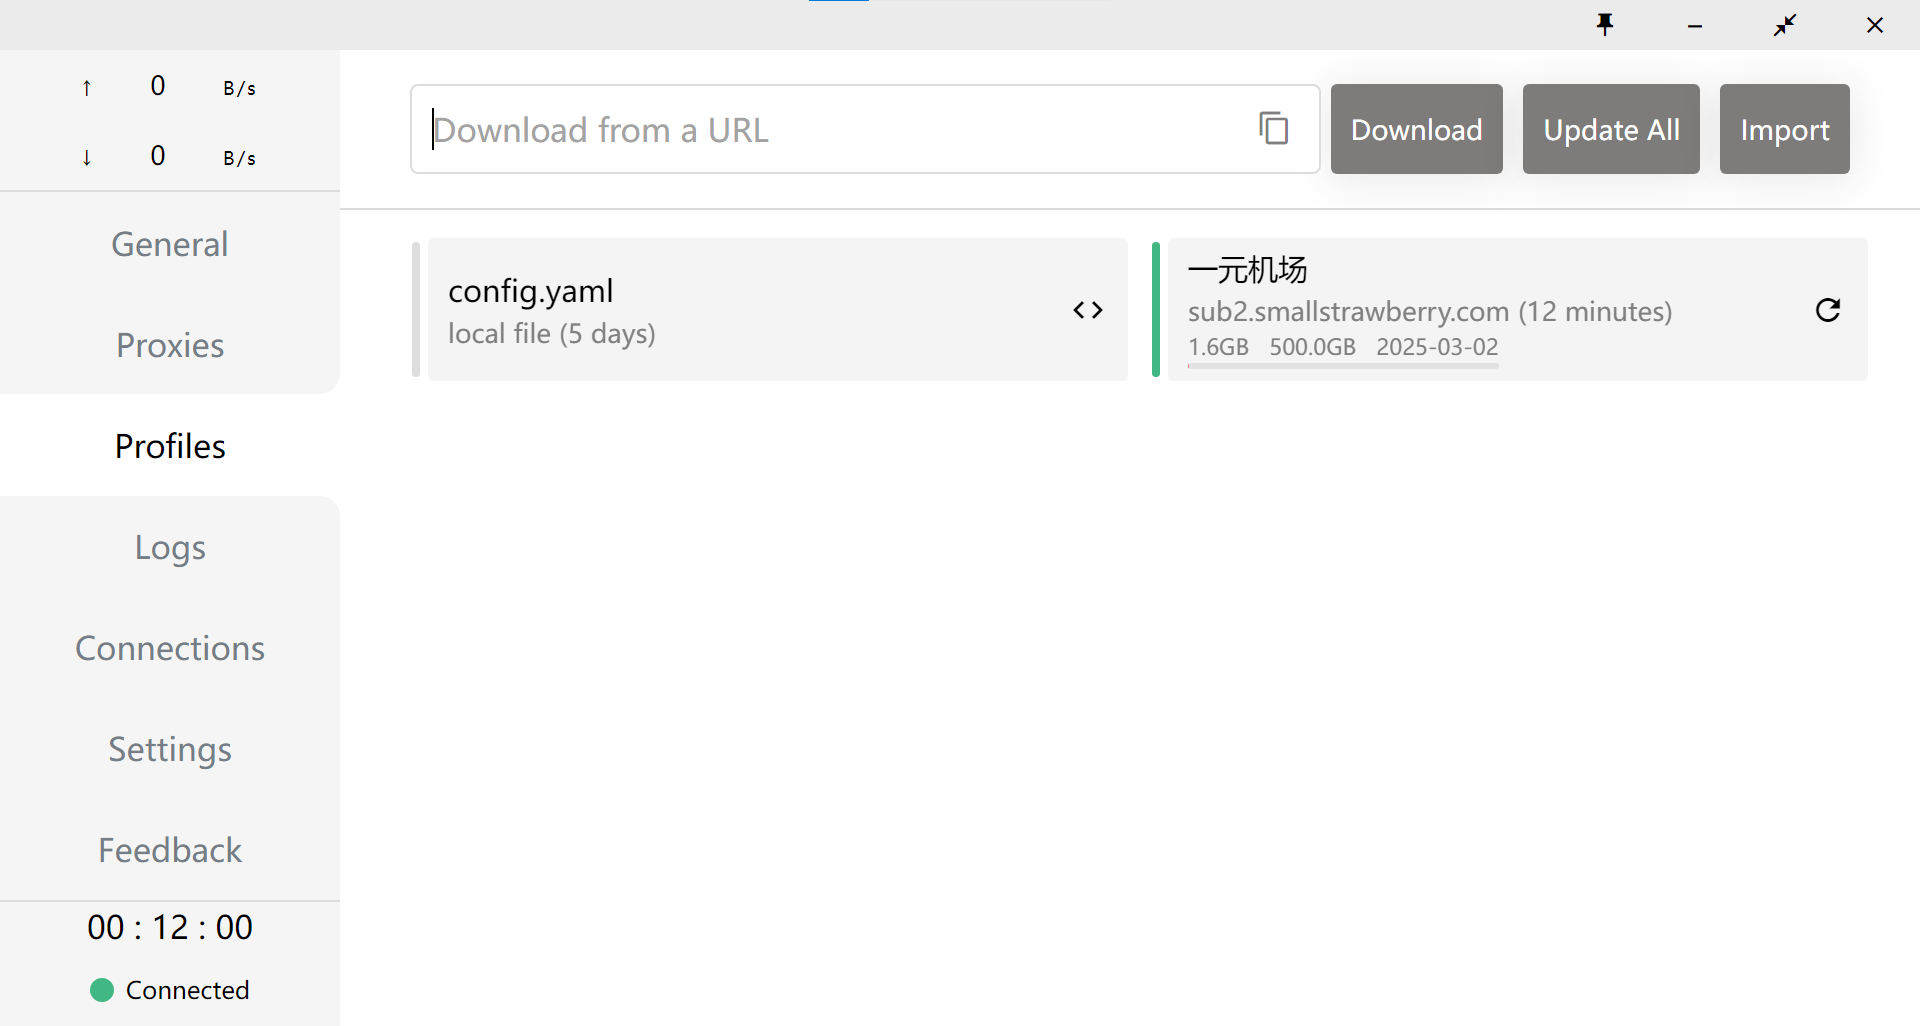 ↑ 0 B/s
↓ 0 B/s
General
Proxies
Profiles
Logs
Connections
Settings
Feedback
00 : 12 : 00
Connected
Download from a URL
Download
Update All
Import
config.yaml
local file (5 days)
一元机场
sub2.smallstrawberry.com (12 minutes)
1.6GB 500.0GB 2025-03-02